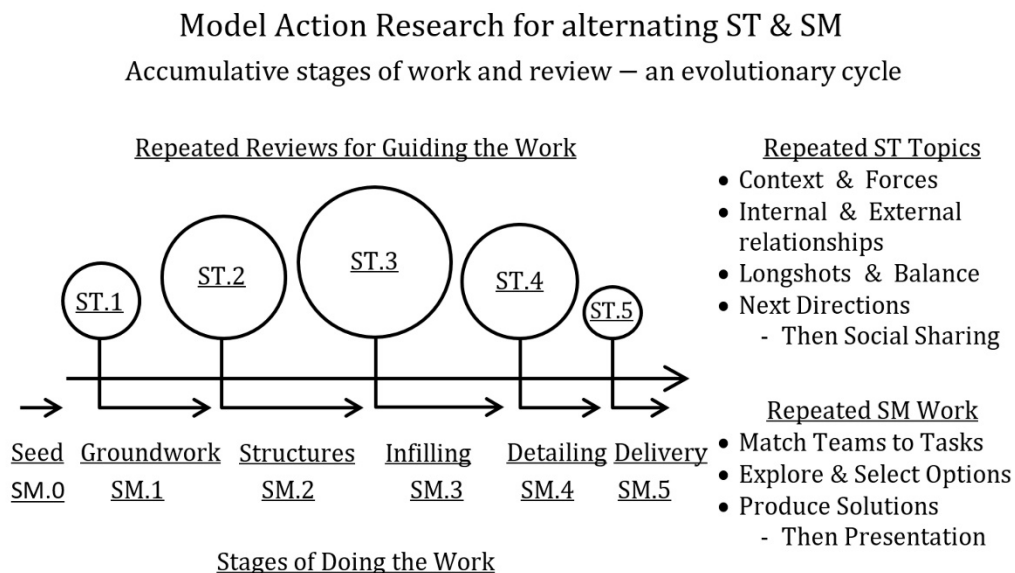 Model Action Research for alternating ST & SM
Accumulative stages of work and review – an evolutionary cycle
Repeated Reviews for Guiding the Work
ST.1
ST.2
ST.3
ST.4
ST.5
Seed
SM.0
Groundwork
SM.1
Structures
SM.2
Infilling
SM.3
Detailing
SM.4
Delivery
SM.5
Stages of Doing the Work
Repeated ST Topics
• Context & Forces
• Internal & External
relationships
• Longshots & Balance
• Next Directions
- Then Social Sharing
Repeated SM Work
• Match Teams to Tasks
• Explore & Select Options
• Produce Solutions
- Then Presentation